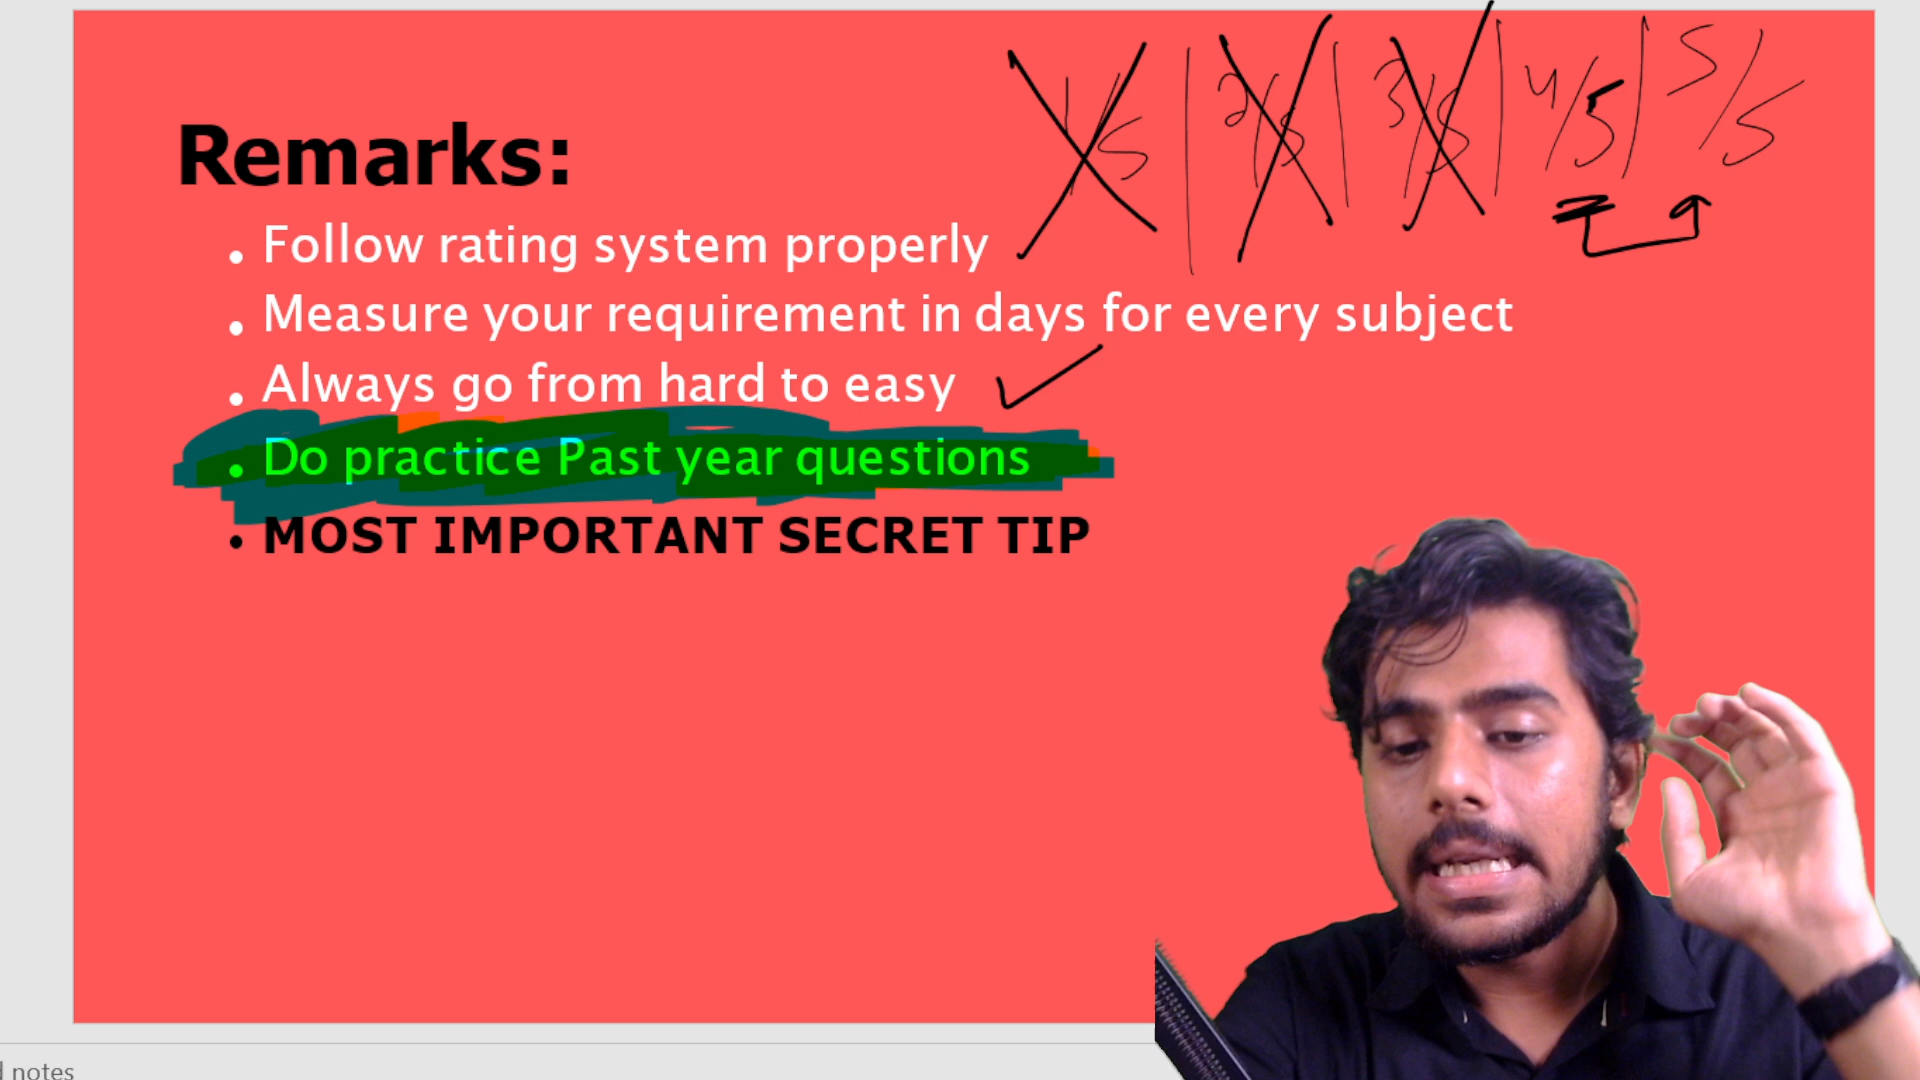 1/5 | 2/5 | 3/5 | 4/5 | 5/5
Remarks:
• Follow rating system properly
• Measure your requirement in days for every subject
• Always go from hard to easy
• Do practice Past year questions
• MOST IMPORTANT SECRET TIP
notes